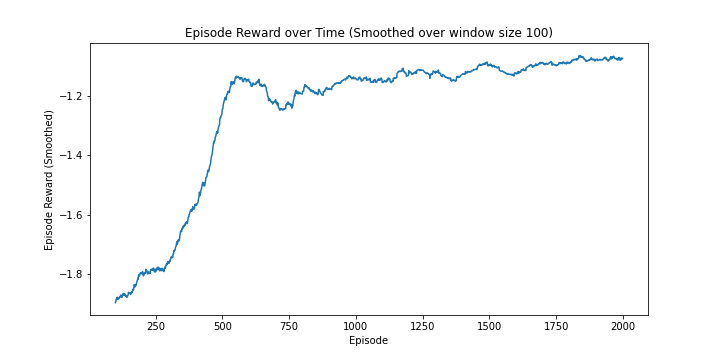 Episode Reward over Time (Smoothed over window size 100)
Episode Reward (Smoothed)
−1.2
−1.4
−1.6
−1.8
250 500 750 1000 1250 1500 1750 2000
Episode